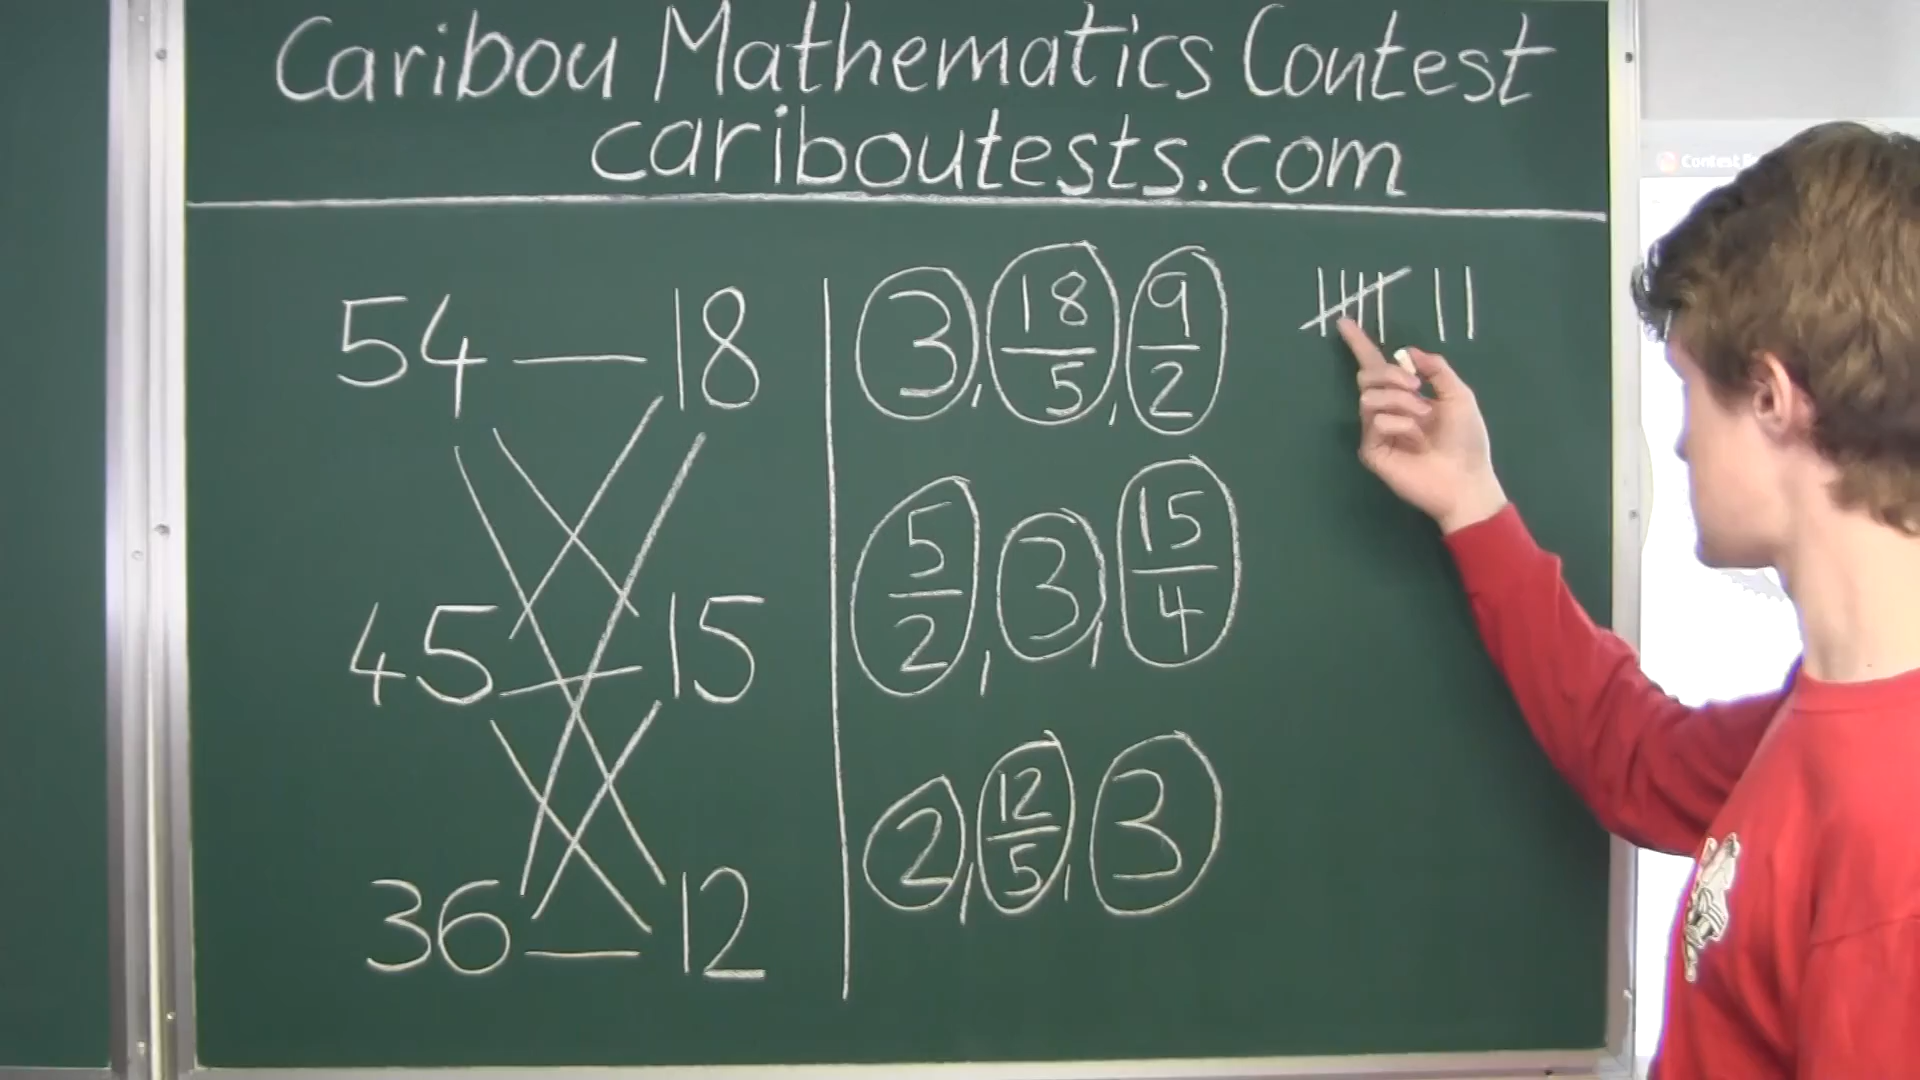 Caribou Mathematics Contest
cariboutests.com
54 — 18
45 — 15
36 — 12
3, 18/5, 9/2
5/2, 3, 15/4
2, 12/5, 3
Contest